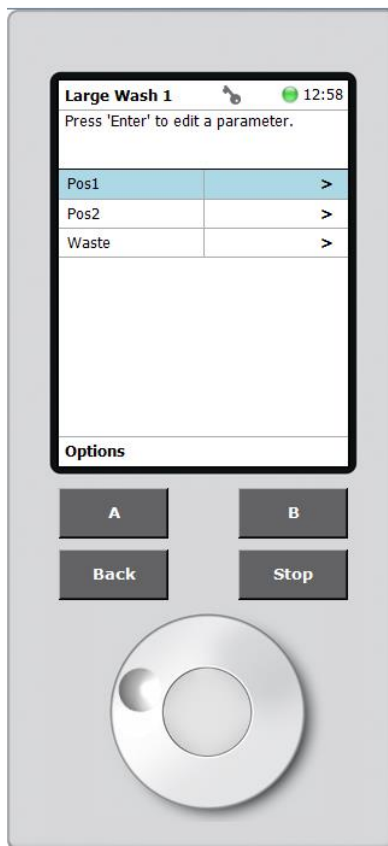 Large Wash 1 12:58
Press 'Enter' to edit a parameter.
Pos1 >
Pos2 >
Waste >
Options
A B
Back Stop